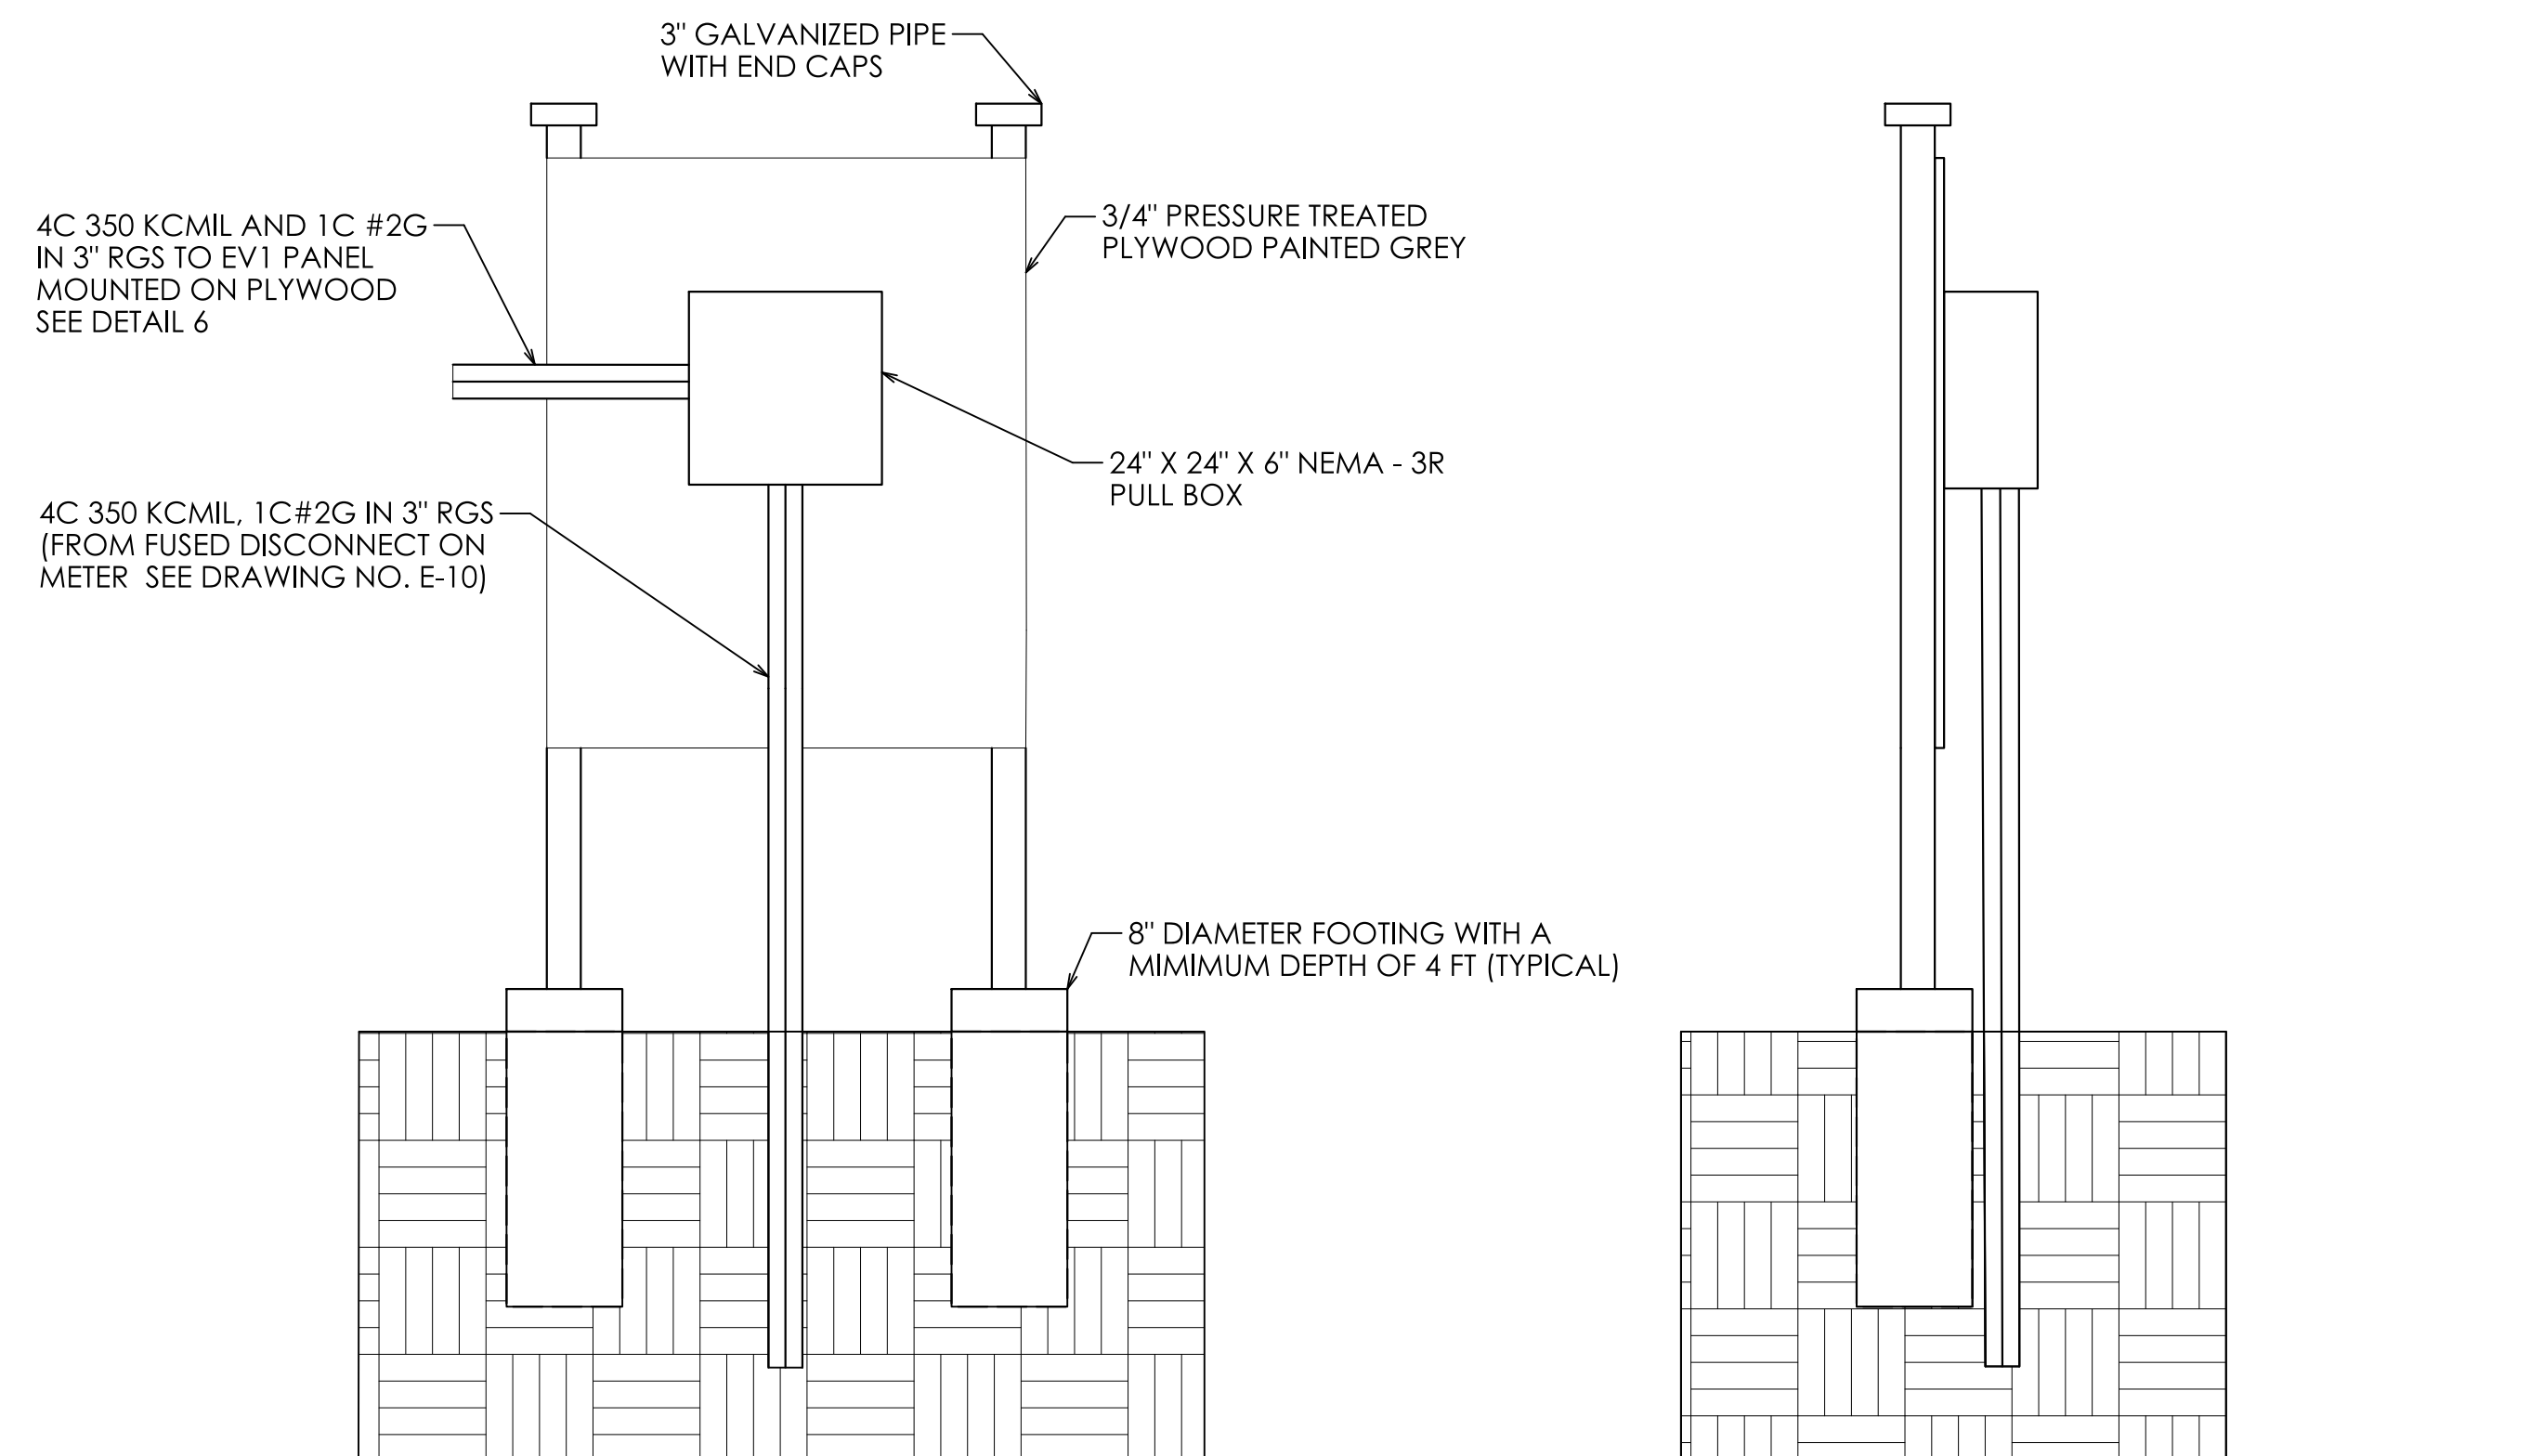 3" GALVANIZED PIPE
WITH END CAPS
4C 350 KCMIL AND 1C #2G
IN 3" RGS TO EV1 PANEL
MOUNTED ON PLYWOOD
SEE DETAIL 6
3/4" PRESSURE TREATED
PLYWOOD PAINTED GREY
24" X 24" X 6" NEMA - 3R
PULL BOX
4C 350 KCMIL, 1C#2G IN 3" RGS
(FROM FUSED DISCONNECT ON
METER  SEE DRAWING NO. E-10)
8" DIAMETER FOOTING WITH A
MIMIMUM DEPTH OF 4 FT (TYPICAL)